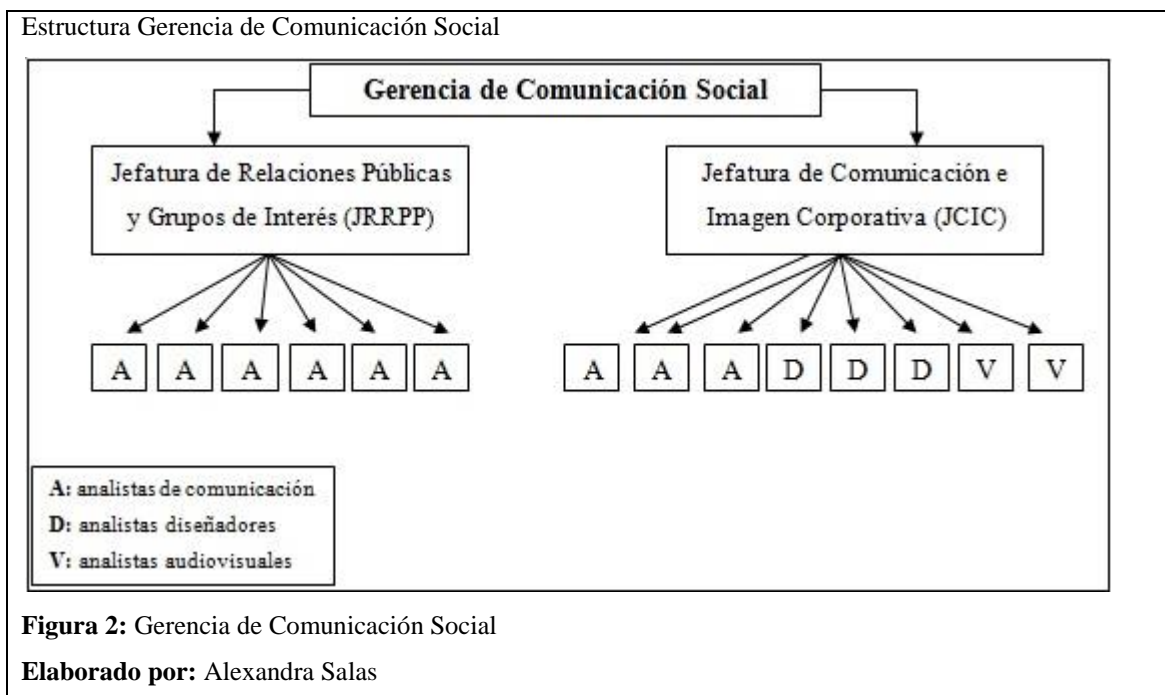 Estructura Gerencia de Comunicación Social
Gerencia de Comunicación Social
Jefatura de Relaciones Públicas
y Grupos de Interés (JRRPP)
Jefatura de Comunicación e
Imagen Corporativa (JCIC)
A A A A A A
A A A D D D V V
A: analistas de comunicación
D: analistas diseñadores
V: analistas audiovisuales
Figura 2: Gerencia de Comunicación Social
Elaborado por: Alexandra Salas